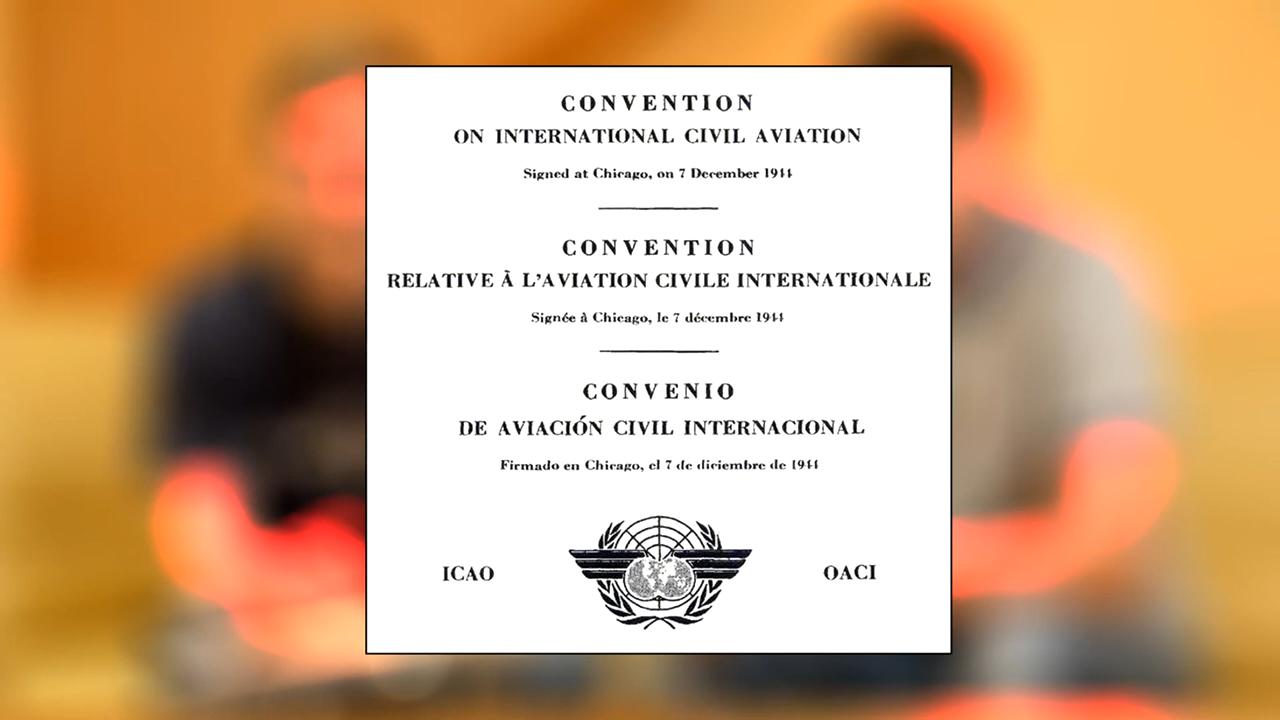 CONVENTION
ON INTERNATIONAL CIVIL AVIATION
Signed at Chicago, on 7 December 1944
CONVENTION
RELATIVE À L'AVIATION CIVILE INTERNATIONALE
Signée à Chicago, le 7 décembre 1944
CONVENIO
DE AVIACIÓN CIVIL INTERNACIONAL
Firmado en Chicago, el 7 de diciembre de 1944
ICAO OACI